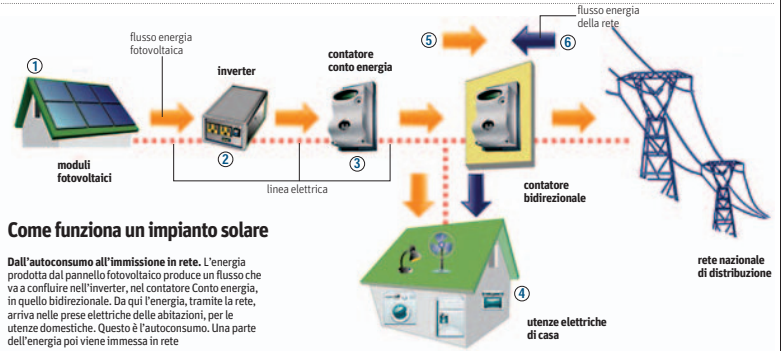 flusso energia
della rete
flusso energia
fotovoltaica
5
6
contatore
conto energia
1
inverter
2
3
moduli
fotovoltaici
linea elettrica
contatore
bidirezionale
rete nazionale
di distribuzione
4
utenze elettriche
di casa
Come funziona un impianto solare
Dall'autoconsumo all'immissione in rete. L'energia
prodotta dal pannello fotovoltaico produce un flusso che
va a confluire nell'inverter, nel contatore Conto energia,
in quello bidirezionale. Da qui l'energia, tramite la rete,
arriva nelle prese elettriche delle abitazioni, per le
utenze domestiche. Questo è l'autoconsumo. Una parte
dell'energia poi viene immessa in rete